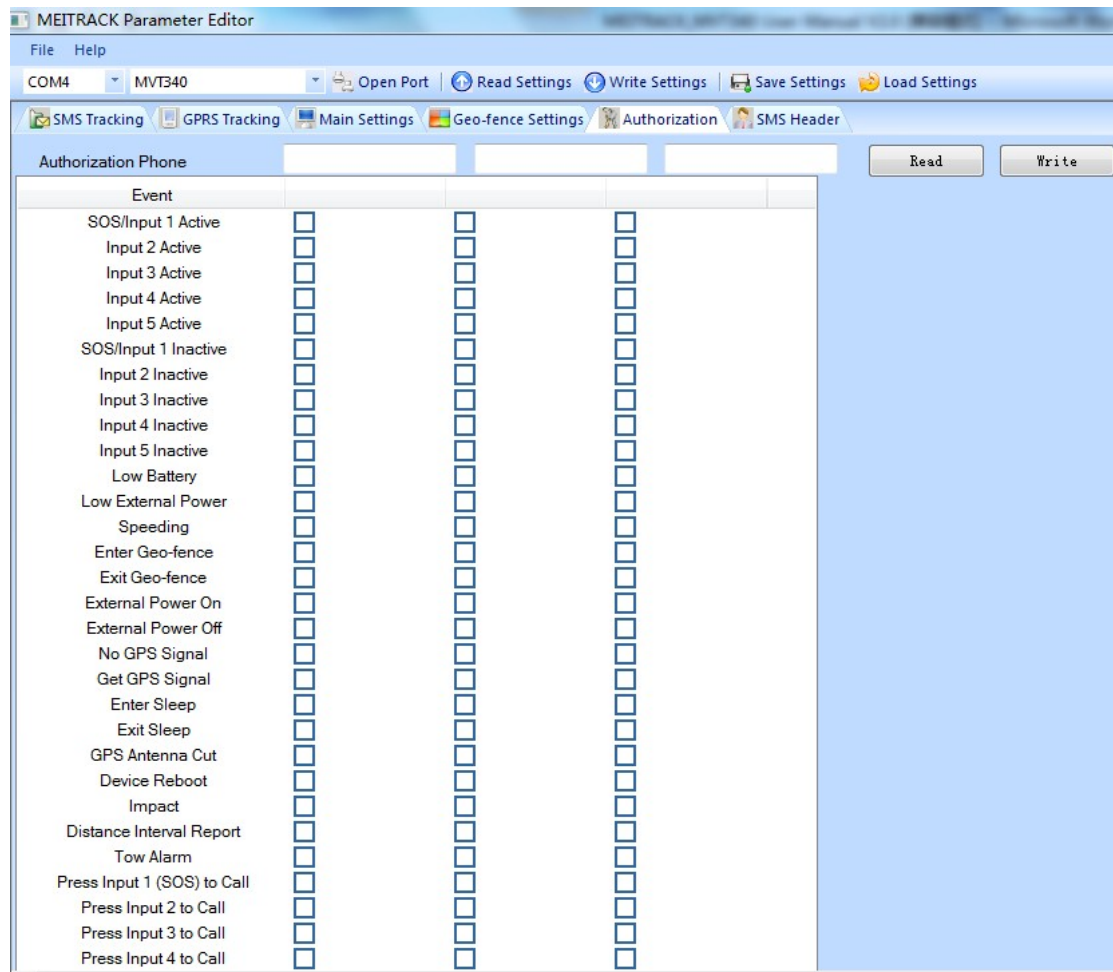 MEITRACK Parameter Editor
File Help
COM4 MVT340 Open Port Read Settings Write Settings Save Settings Load Settings
SMS Tracking GPRS Tracking Main Settings Geo-fence Settings Authorization SMS Header
Authorization Phone Read Write
Event
SOS/Input 1 Active
Input 2 Active
Input 3 Active
Input 4 Active
Input 5 Active
SOS/Input 1 Inactive
Input 2 Inactive
Input 3 Inactive
Input 4 Inactive
Input 5 Inactive
Low Battery
Low External Power
Speeding
Enter Geo-fence
Exit Geo-fence
External Power On
External Power Off
No GPS Signal
Get GPS Signal
Enter Sleep
Exit Sleep
GPS Antenna Cut
Device Reboot
Impact
Distance Interval Report
Tow Alarm
Press Input 1 (SOS) to Call
Press Input 2 to Call
Press Input 3 to Call
Press Input 4 to Call